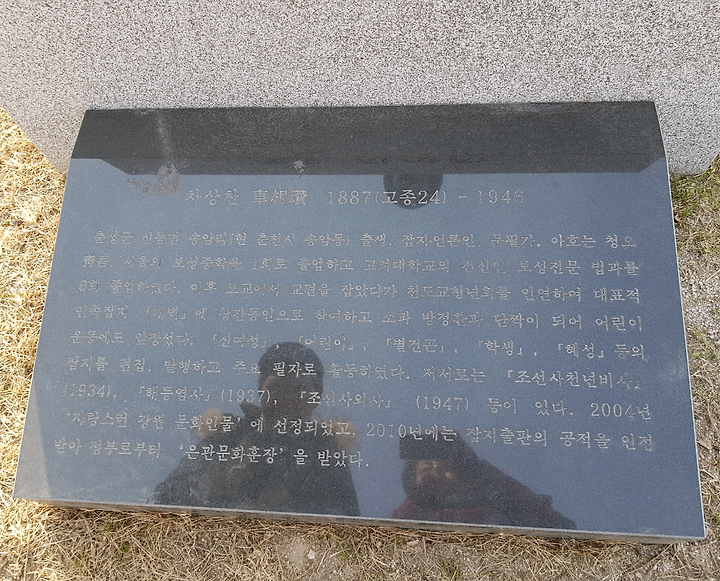 차상찬 車相瓚 1887(고종24) - 1946
춘성군 신동면 송암리(현 춘천시 송암동) 출생. 잡지·언론인. 무필가. 아호는 청오
靑吾. 서울의 보성중학을 1회로 졸업하고 고려대학교의 전신인 보성전문 법과를
6회 졸업하였다. 이후 모교에서 교편을 잡았다가 천도교청년회를 인연하여 대표적
민족잡지 『개벽』에 창간동인으로 참여하고 소파 방정환과 단짝이 되어 어린이
운동에도 앞장섰다. 『신여성』, 『어린이』, 『별건곤』, 『학생』, 『혜성』 등의
잡지를 편집, 발행하고 주요 필자로 활동하였다. 저서로는 『조선사천년비사』
(1934), 『해동염사』(1937), 『조선사외사』 (1947) 등이 있다. 2004년
‘자랑스런 강원 문화인물’에 선정되었고, 2010년에는 잡지출판의 공적을 인정
받아 정부로부터 ‘은관문화훈장’을 받았다.